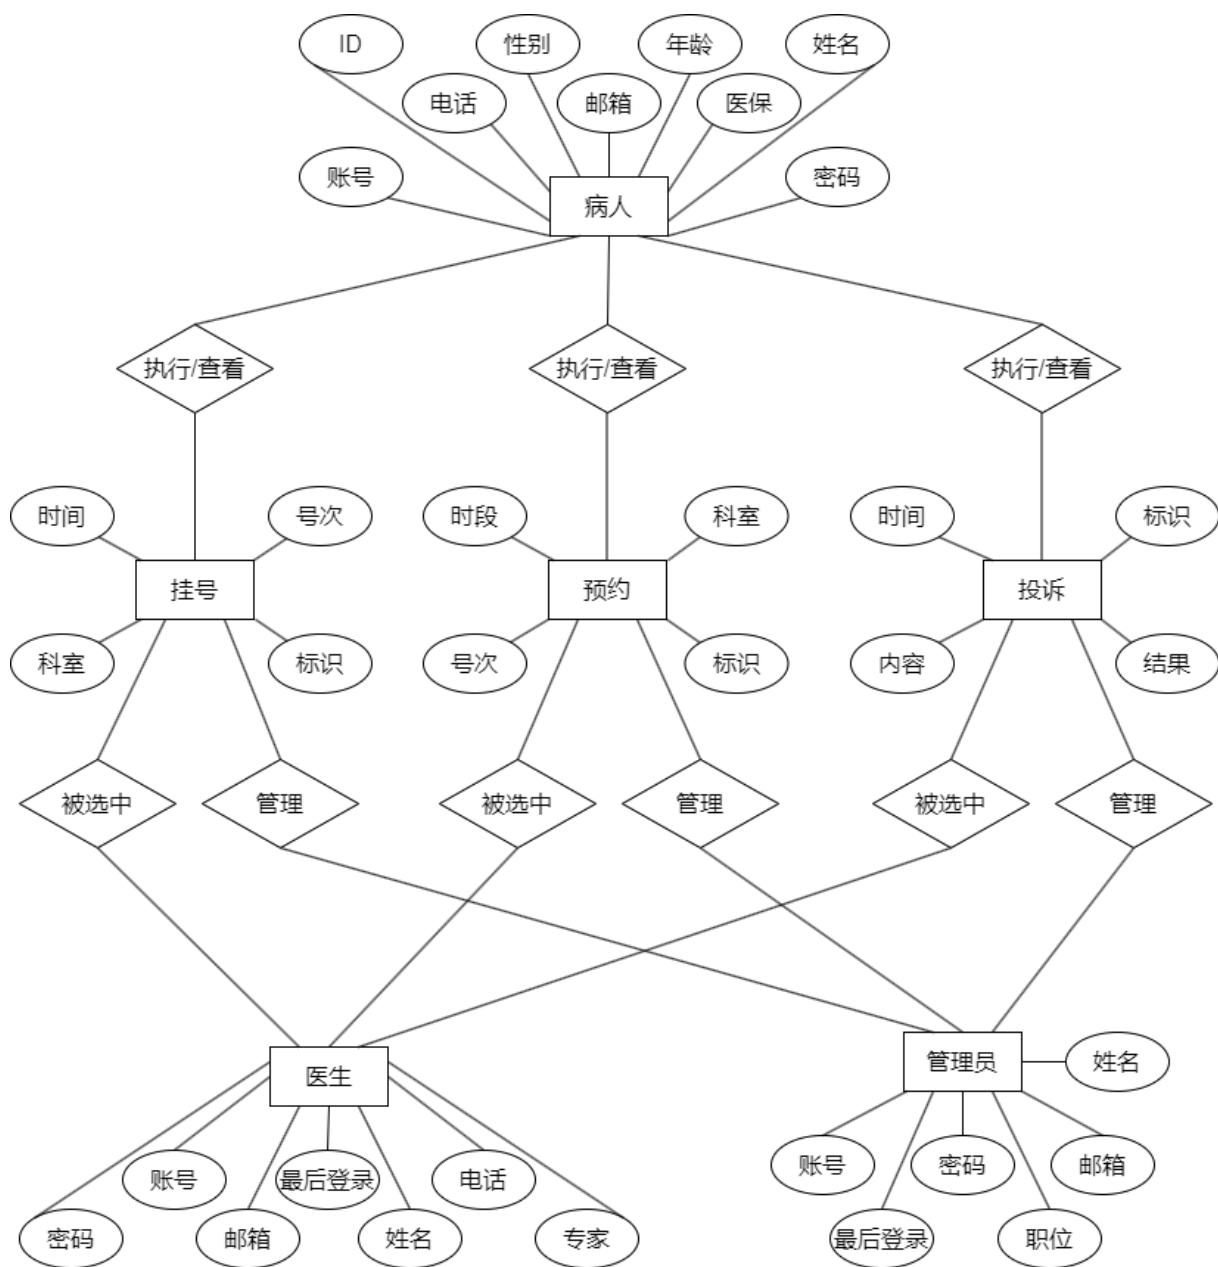 ID
性别
年龄
姓名
电话
邮箱
医保
账号
密码
病人
执行/查看
执行/查看
执行/查看
时间
号次
时段
科室
时间
标识
挂号
预约
投诉
科室
标识
号次
标识
内容
结果
被选中
管理
被选中
管理
被选中
管理
医生
管理员
姓名
账号
最后登录
电话
账号
密码
邮箱
密码
邮箱
姓名
专家
最后登录
职位